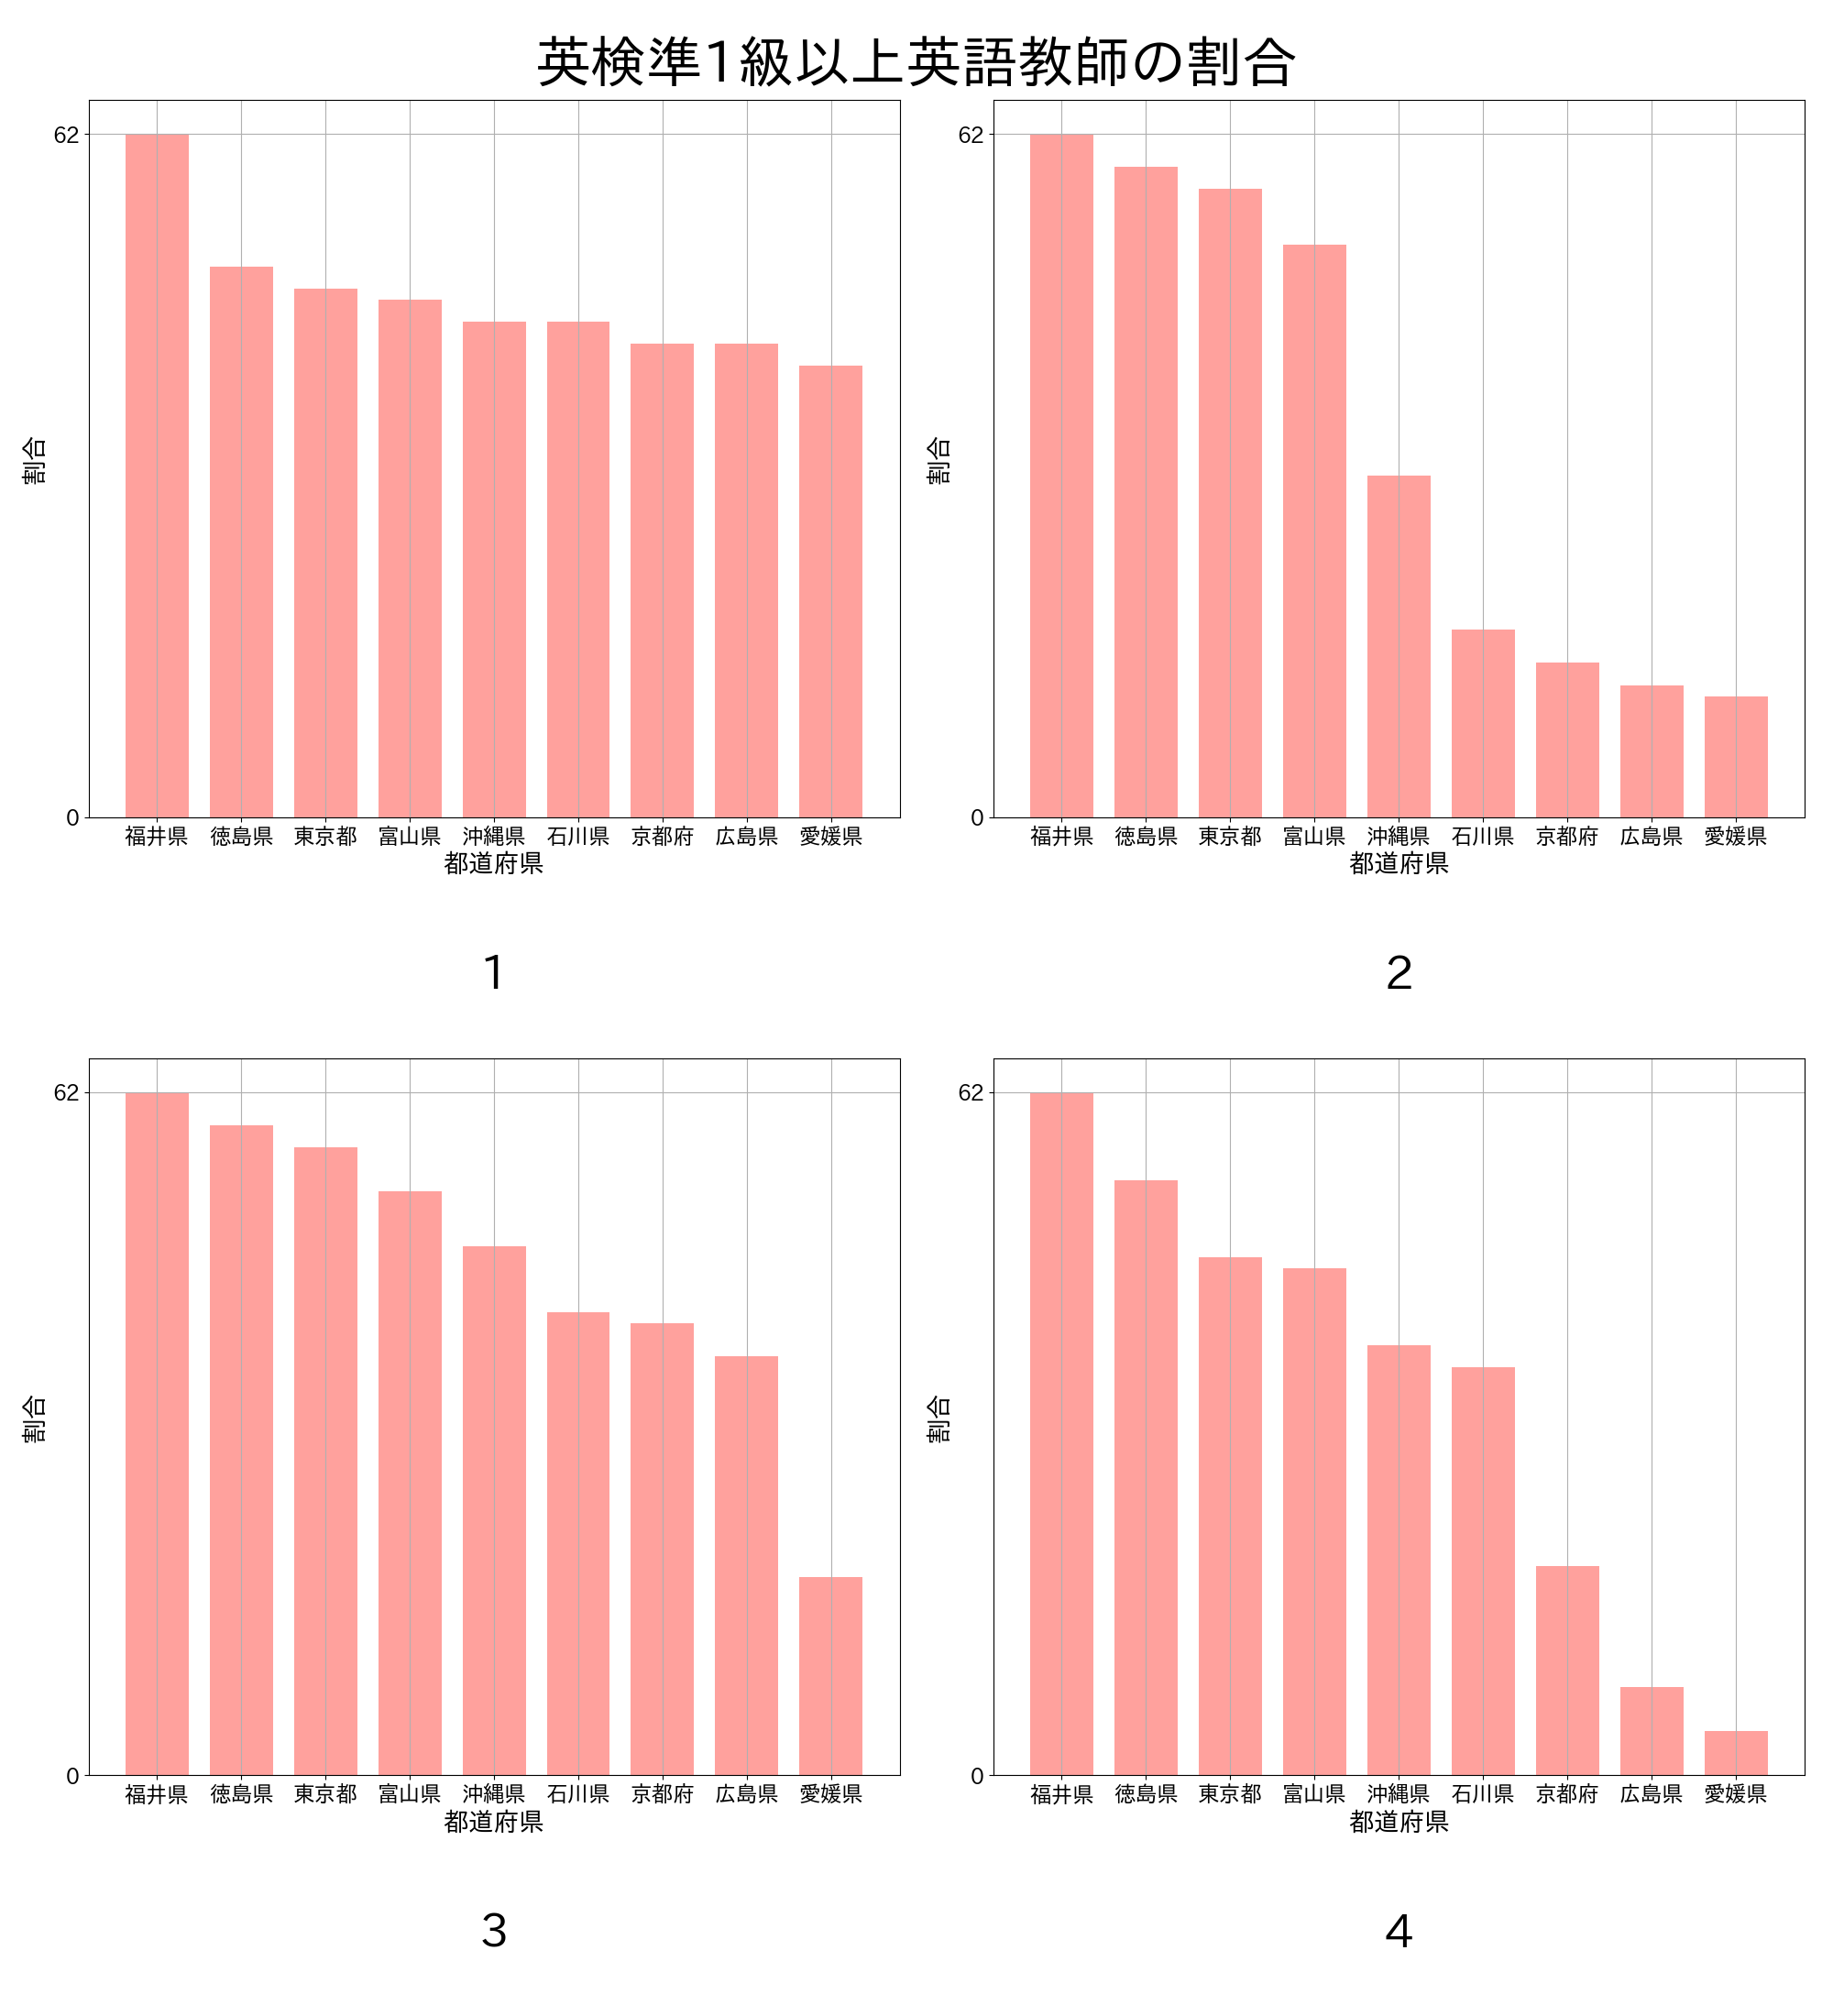 英検準1級以上英語教師の割合
62
0
割合
福井県 徳島県 東京都 富山県 沖縄県 石川県 京都府 広島県 愛媛県
都道府県
1
62
0
割合
福井県 徳島県 東京都 富山県 沖縄県 石川県 京都府 広島県 愛媛県
都道府県
2
62
0
割合
福井県 徳島県 東京都 富山県 沖縄県 石川県 京都府 広島県 愛媛県
都道府県
3
62
0
割合
福井県 徳島県 東京都 富山県 沖縄県 石川県 京都府 広島県 愛媛県
都道府県
4